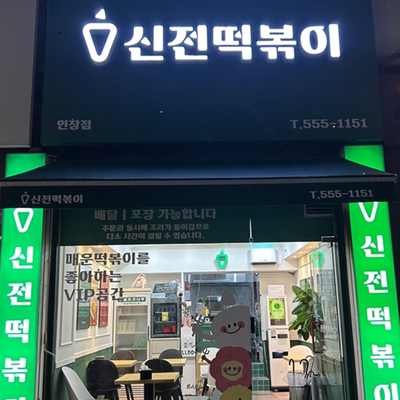 신전떡볶이
인창점 T.555-1151
신전떡볶이 T.555-1151
신전떡볶이
배달 | 포장 가능합니다
주문과 동시에 조리가 들어감으로
다소 시간이 걸릴 수 있습니다.
매운떡볶이를
좋아하는
VIP공간
신전떡볶이